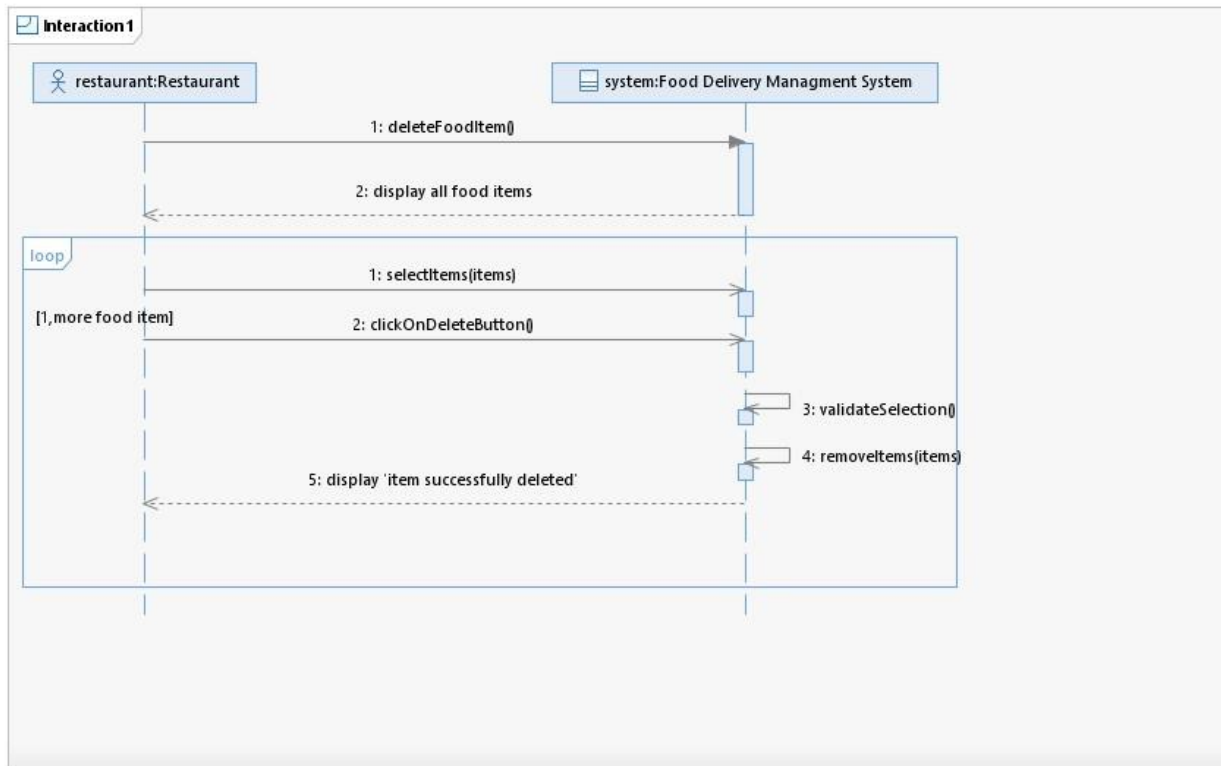 Interaction1
restaurant:Restaurant
system:Food Delivery Managment System
1: deleteFoodItem()
2: display all food items
loop
1: selectItems(items)
[1,more food item]
2: clickOnDeleteButton()
3: validateSelection()
4: removeItems(items)
5: display 'item successfully deleted'